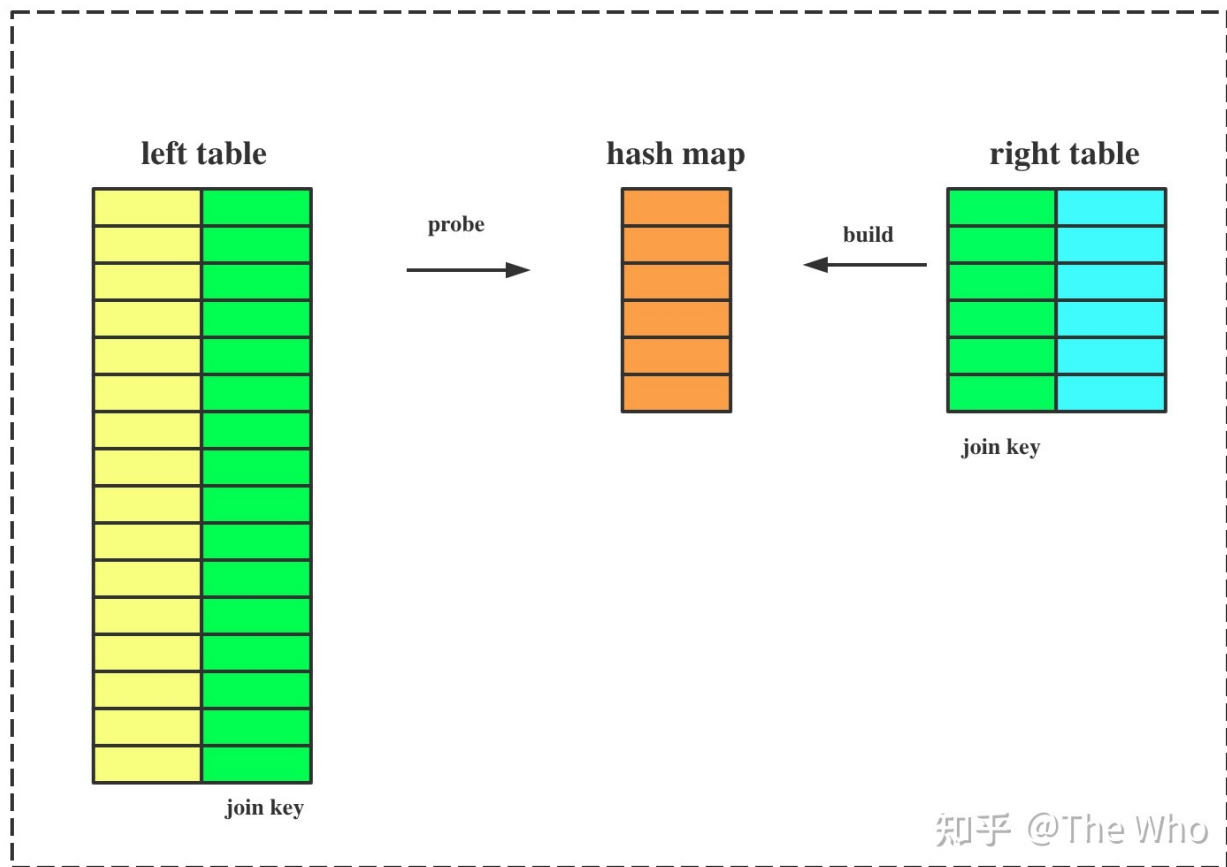 left table
hash map
right table
probe
build
join key
join key
知乎 @The Who